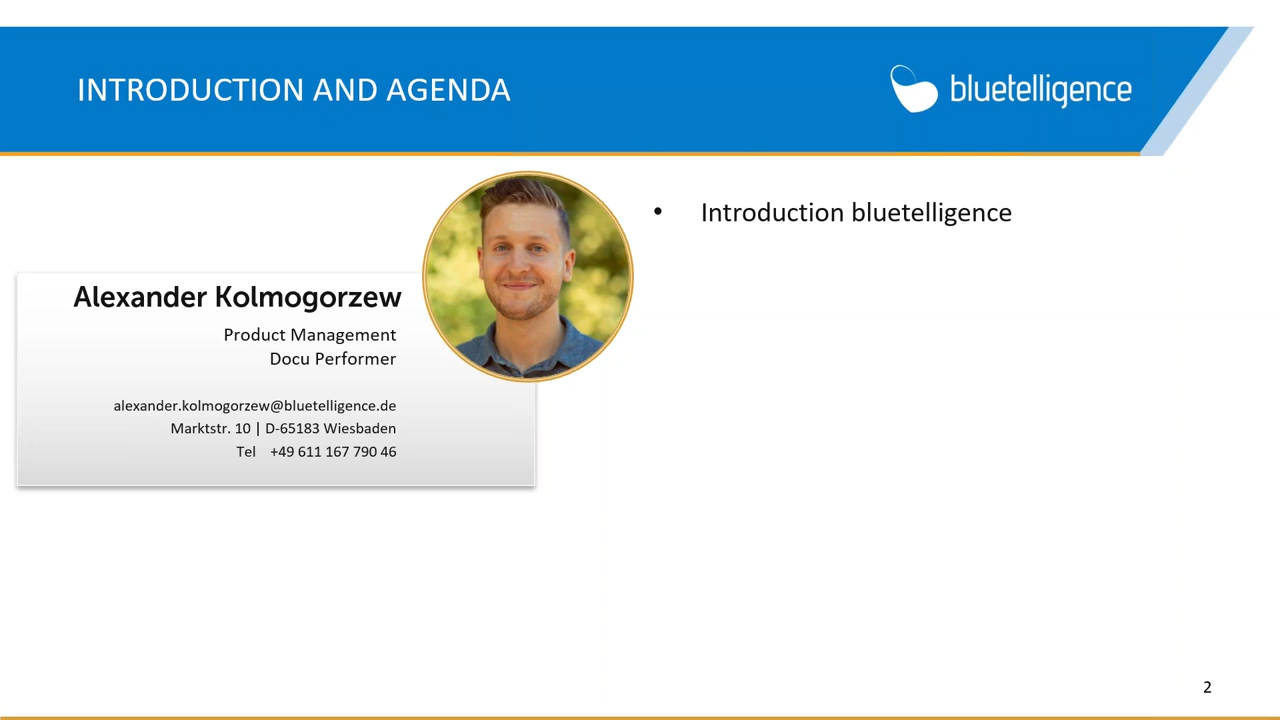 INTRODUCTION AND AGENDA
bluetelligence
Alexander Kolmogorzew
Product Management
Docu Performer
alexander.kolmogorzew@bluetelligence.de
Marktstr. 10 | D-65183 Wiesbaden
Tel +49 611 167 790 46
• Introduction bluetelligence
2